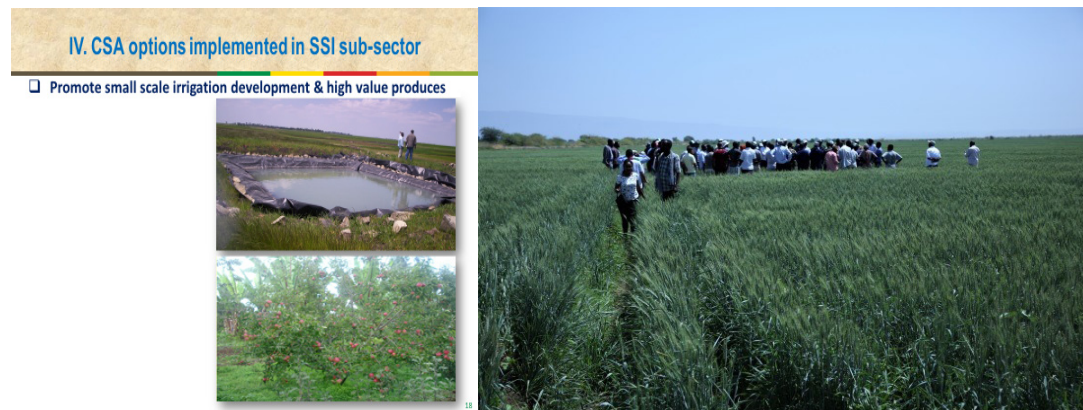 IV. CSA options implemented in SSI sub-sector
Promote small scale irrigation development & high value produces
18